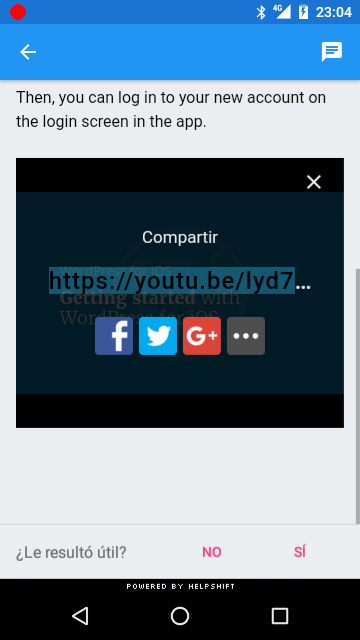 4G
23:04
Then, you can log in to your new account on
the login screen in the app.
Compartir
WordPress for iOS
https://youtu.be/lyd7...
Getting started with
WordPress for iOS
¿Le resultó útil?
NO
SÍ
POWERED BY HELPSHIFT